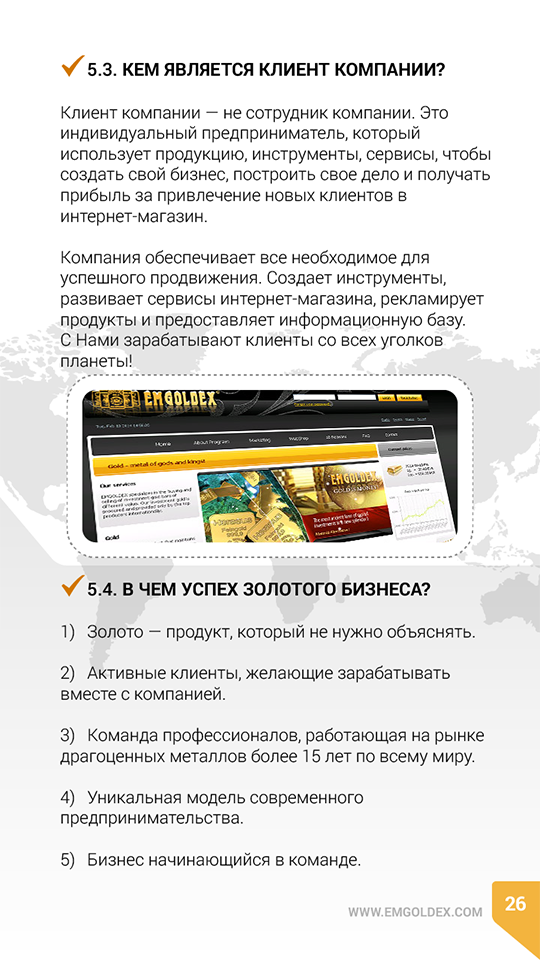 5.3. КЕМ ЯВЛЯЕТСЯ КЛИЕНТ КОМПАНИИ?
Клиент компании — не сотрудник компании. Это
индивидуальный предприниматель, который
использует продукцию, инструменты, сервисы, чтобы
создать свой бизнес, построить свое дело и получать
прибыль за привлечение новых клиентов в
интернет-магазин.
Компания обеспечивает все необходимое для
успешного продвижения. Создает инструменты,
развивает сервисы интернет-магазина, рекламирует
продукты и предоставляет информационную базу.
С Нами зарабатывают клиенты со всех уголков
планеты!
EMGOLDEX
Home About Program Marketing FAQ
Gold - metal of gods and kings!
Our services
EMGOLDEX
Gold
5.4. В ЧЕМ УСПЕХ ЗОЛОТОГО БИЗНЕСА?
1) Золото — продукт, который не нужно объяснять.
2) Активные клиенты, желающие зарабатывать
вместе с компанией.
3) Команда профессионалов, работающая на рынке
драгоценных металлов более 15 лет по всему миру.
4) Уникальная модель современного
предпринимательства.
5) Бизнес начинающийся в команде.
WWW.EMGOLDEX.COM
26